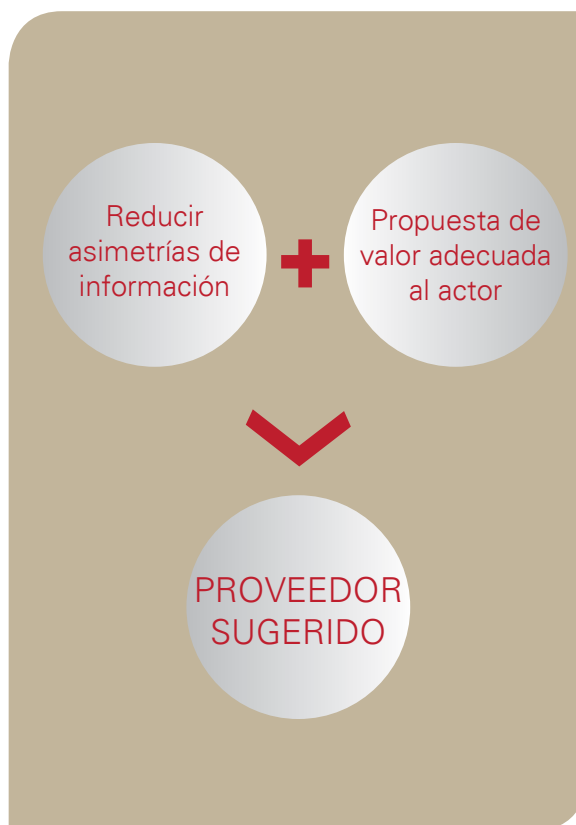 Reducir
asimetrías de
información
+
Propuesta de
valor adecuada
al actor
PROVEEDOR
SUGERIDO